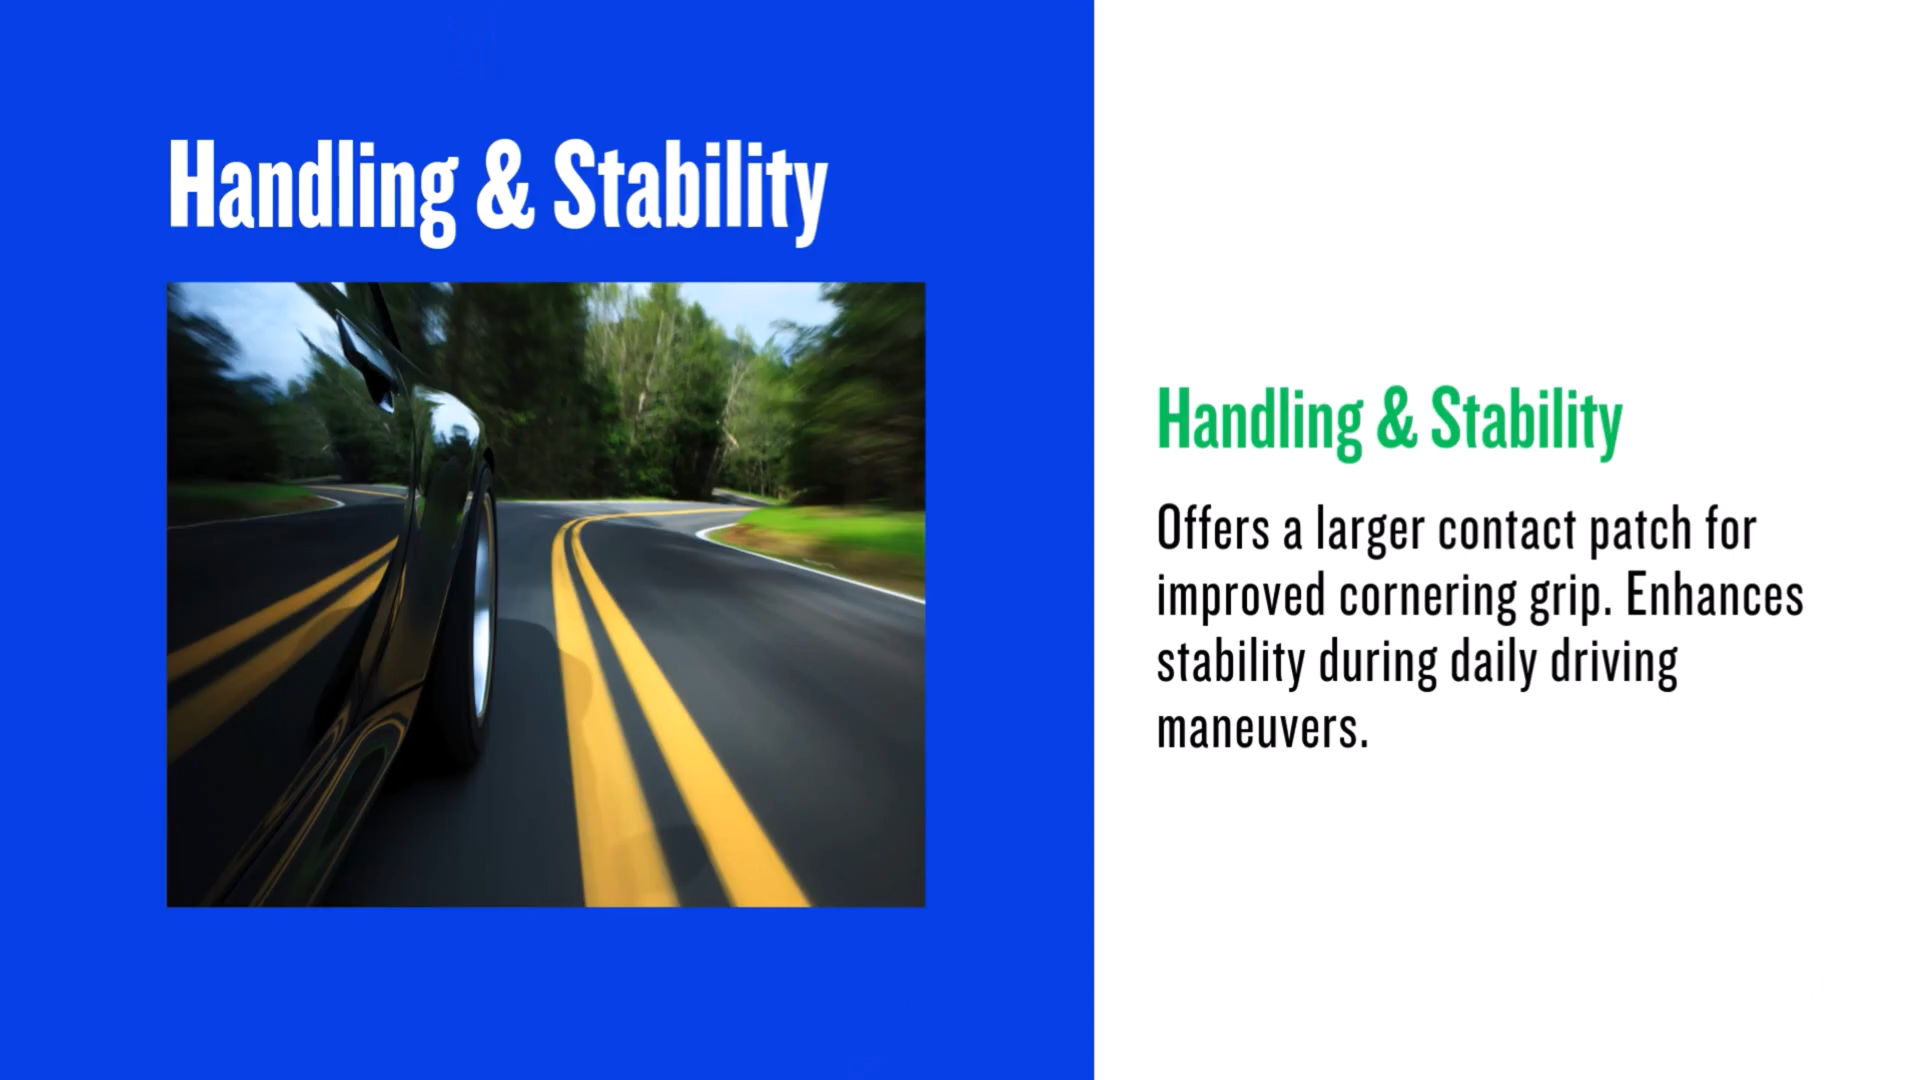 Handling & Stability
Handling & Stability
Offers a larger contact patch for
improved cornering grip. Enhances
stability during daily driving
maneuvers.